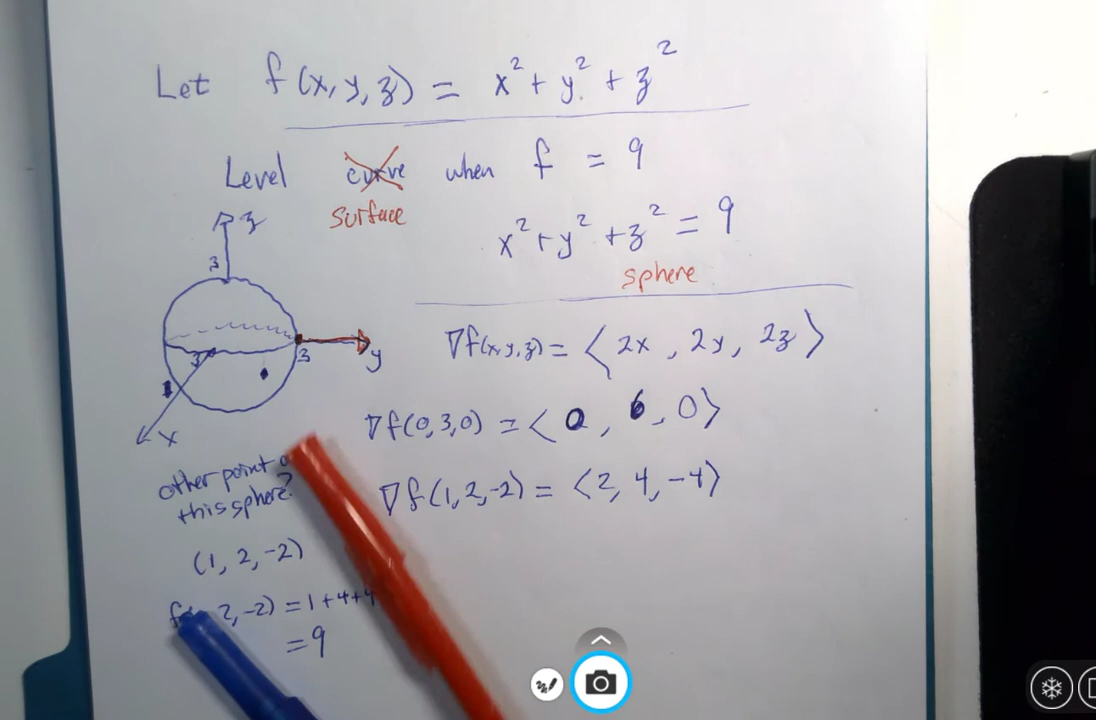 Let f(x,y,z) = x² + y² + z²
Level curve when f = 9
surface
x² + y² + z² = 9
sphere
z
3
3
3
y
x
∇f(x,y,z) = ⟨2x, 2y, 2z⟩
∇f(0,3,0) = ⟨0, 6, 0⟩
∇f(1,2,-2) = ⟨2, 4, -4⟩
other point
this sphere?
(1, 2, -2)
2, -2) = 1+4+4
= 9